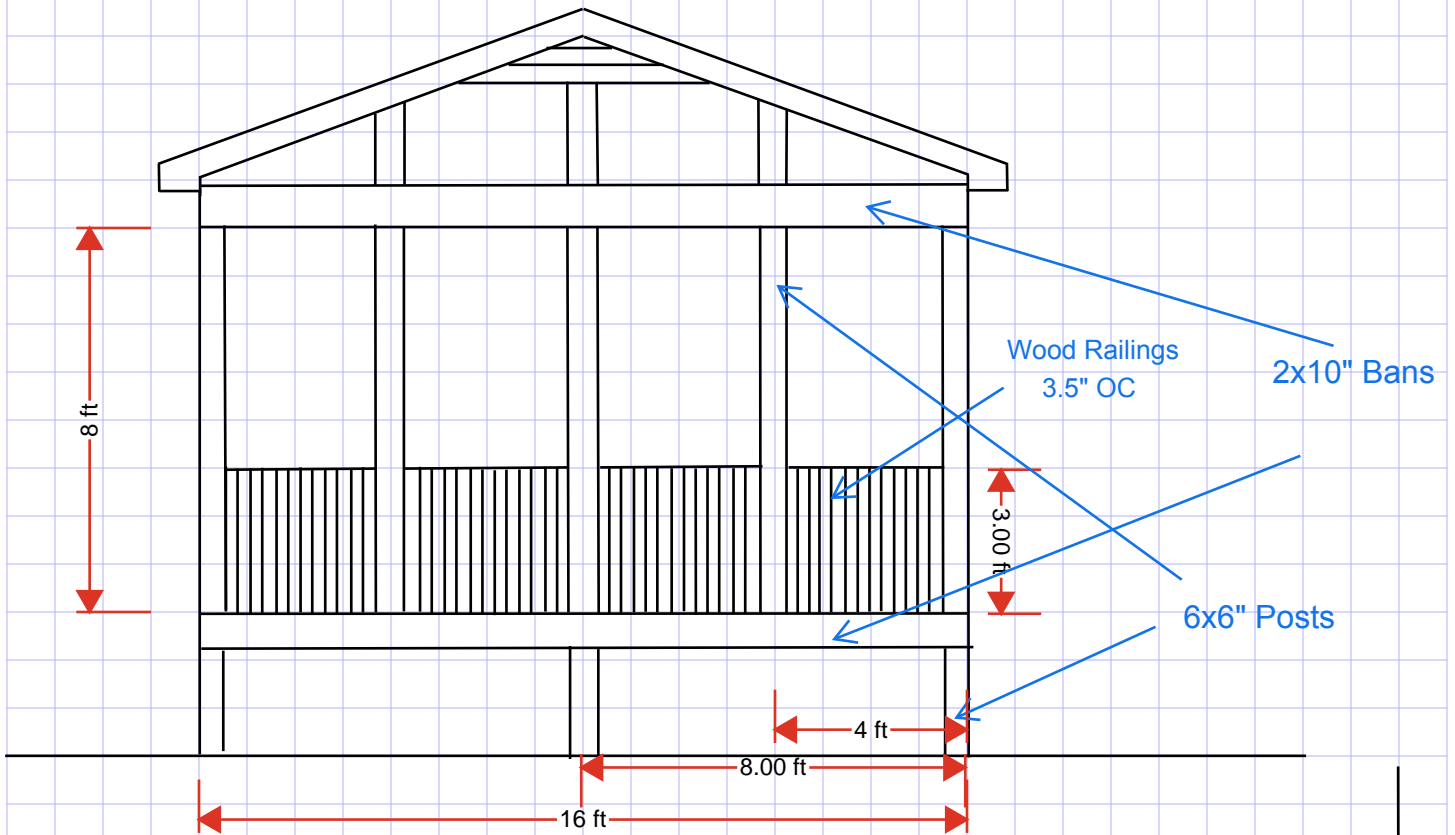 Wood Railings
3.5" OC
2x10" Bans
8 ft
3.00 ft
6x6" Posts
4 ft
8.00 ft
16 ft